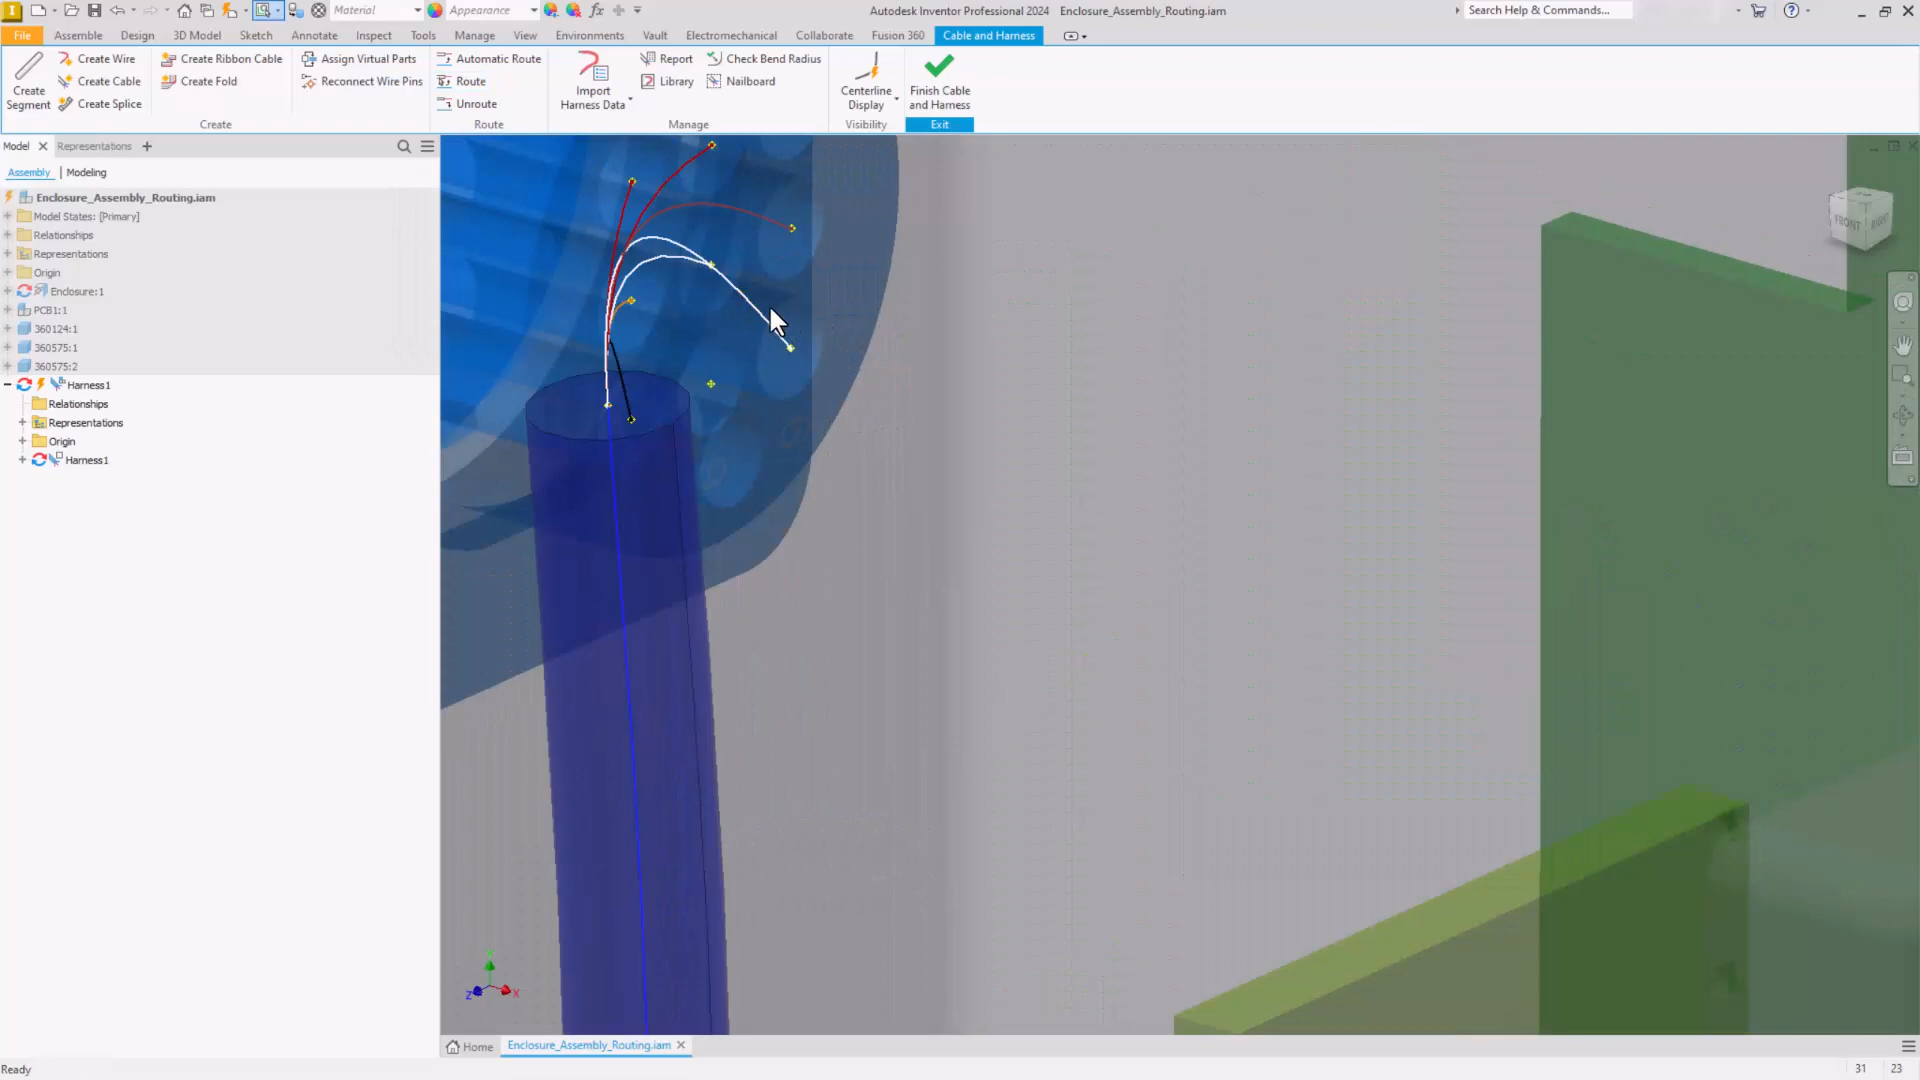 Material
Appearance
fx
Autodesk Inventor Professional 2024 Enclosure_Assembly_Routing.iam
Search Help & Commands...
File Assemble Design 3D Model Sketch Annotate Inspect Tools Manage View Environments Vault Electromechanical Collaborate Fusion 360 Cable and Harness
Create Segment
Create Wire
Create Cable
Create Splice
Create Ribbon Cable
Create Fold
Assign Virtual Parts
Reconnect Wire Pins
Automatic Route
Route
Unroute
Import Harness Data
Report
Library
Check Bend Radius
Nailboard
Centerline Display
Finish Cable and Harness
Create Route Manage Visibility Exit
Model Representations
Assembly Modeling
Enclosure_Assembly_Routing.iam
Model States: [Primary]
Relationships
Representations
Origin
Enclosure:1
PCB1:1
360124:1
360575:1
360575:2
Harness1
Relationships
Representations
Origin
Harness1
FRONT RIGHT
Z X
Home Enclosure_Assembly_Routing.iam
Ready
31 23